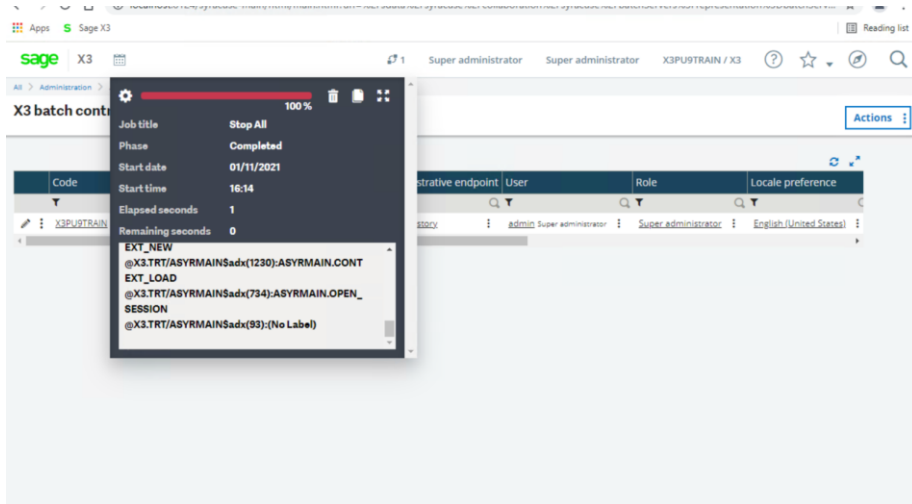 Apps S Sage X3 Reading list
sage X3 1 Super administrator Super administrator X3PU9TRAIN / X3
All > Administration >
X3 batch cont
Actions
100 %
Job title Stop All
Phase Completed
Start date 01/11/2021
Start time 16:14
Elapsed seconds 1
Remaining seconds 0
EXT_NEW
@X3.TRT/ASYRMAIN$adx(1230):ASYRMAIN.CONT
EXT_LOAD
@X3.TRT/ASYRMAIN$adx(734):ASYRMAIN.OPEN_
SESSION
@X3.TRT/ASYRMAIN$adx(93):(No Label)
Code strative endpoint User Role Locale preference
X3PU9TRAIN story admin Super administrator Super administrator English (United States)